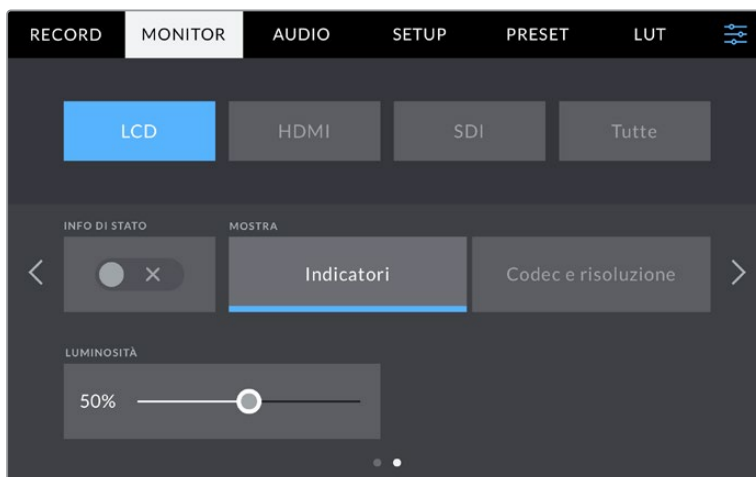 RECORD MONITOR AUDIO SETUP PRESET LUT
LCD HDMI SDI Tutte
INFO DI STATO MOSTRA
Indicatori Codec e risoluzione
LUMINOSITÀ
50%